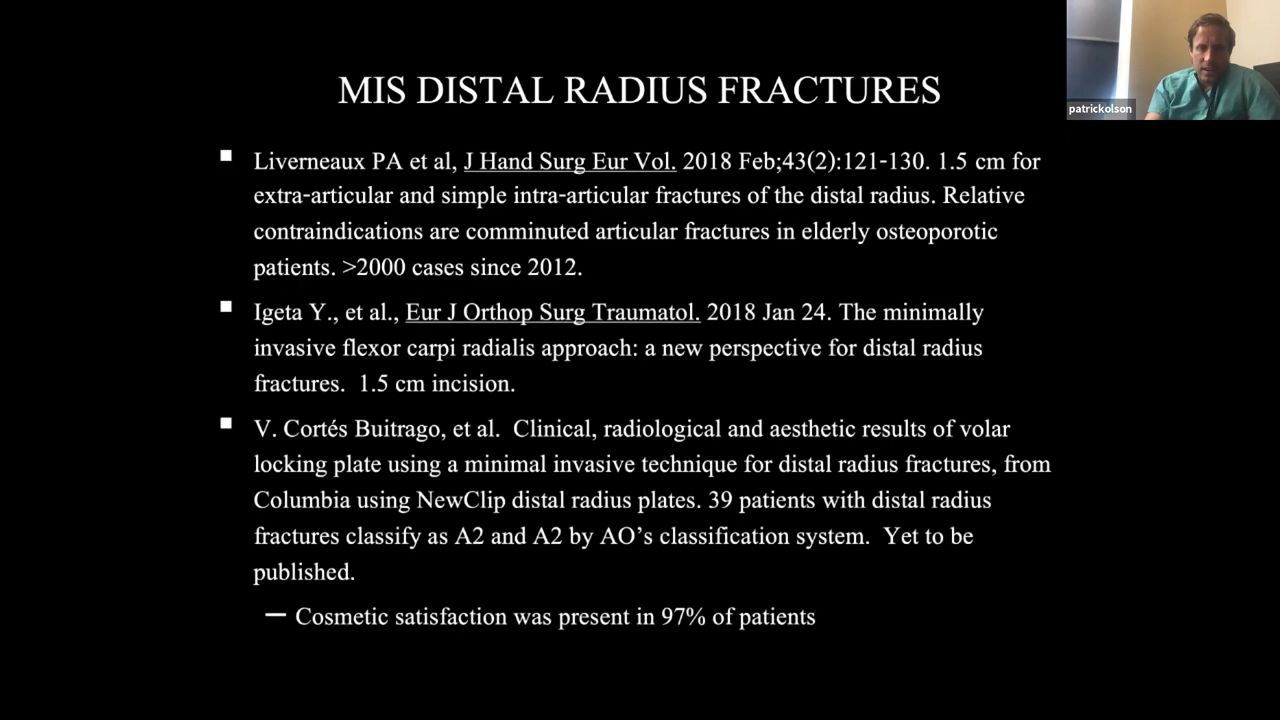 MIS DISTAL RADIUS FRACTURES
patrickolson
▪ Liverneaux PA et al, J Hand Surg Eur Vol. 2018 Feb;43(2):121-130. 1.5 cm for
extra-articular and simple intra-articular fractures of the distal radius. Relative
contraindications are comminuted articular fractures in elderly osteoporotic
patients. >2000 cases since 2012.
▪ Igeta Y., et al., Eur J Orthop Surg Traumatol. 2018 Jan 24. The minimally
invasive flexor carpi radialis approach: a new perspective for distal radius
fractures.  1.5 cm incision.
▪ V. Cortés Buitrago, et al.  Clinical, radiological and aesthetic results of volar
locking plate using a minimal invasive technique for distal radius fractures, from
Columbia using NewClip distal radius plates. 39 patients with distal radius
fractures classify as A2 and A2 by AO’s classification system.  Yet to be
published.
— Cosmetic satisfaction was present in 97% of patients